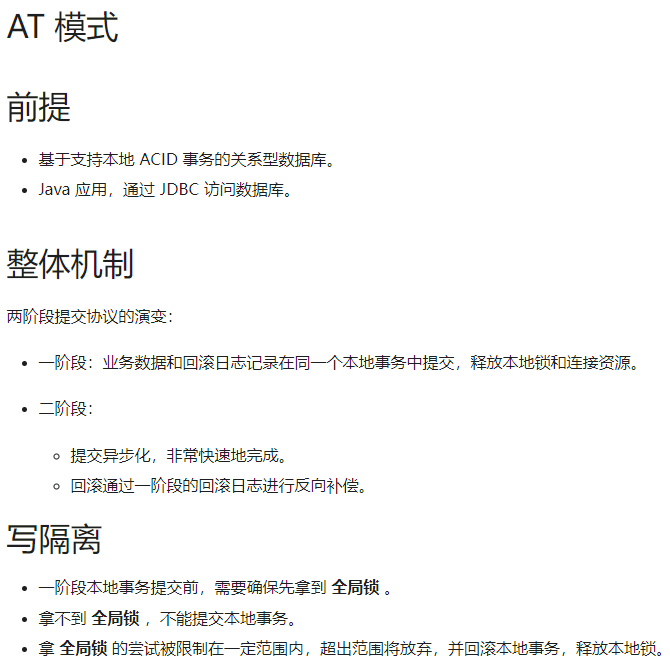 AT 模式
前提
基于支持本地 ACID 事务的关系型数据库。
Java 应用，通过 JDBC 访问数据库。
整体机制
两阶段提交协议的演变：
一阶段：业务数据和回滚日志记录在同一个本地事务中提交，释放本地锁和连接资源。
二阶段：
提交异步化，非常快速地完成。
回滚通过一阶段的回滚日志进行反向补偿。
写隔离
一阶段本地事务提交前，需要确保先拿到 全局锁 。
拿不到 全局锁 ，不能提交本地事务。
拿 全局锁 的尝试被限制在一定范围内，超出范围将放弃，并回滚本地事务，释放本地锁。